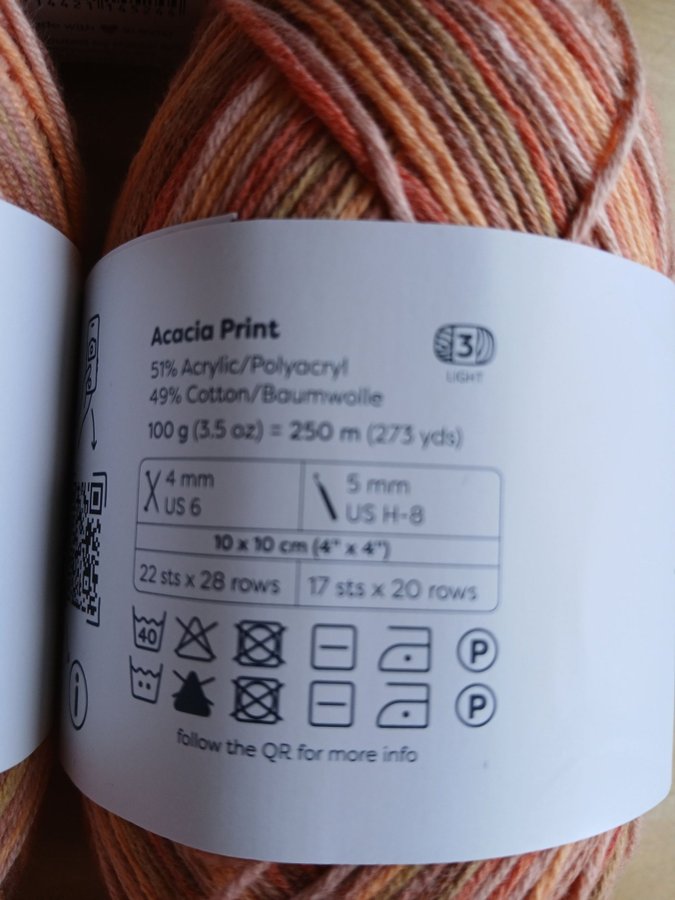 made with
Acacia Print
3
LIGHT
51% Acrylic/Polyacryl
49% Cotton/Baumwolle
100 g (3.5 oz) = 250 m (273 yds)
4 mm
US 6
5 mm
US H-8
10 x 10 cm (4" x 4")
22 sts x 28 rows
17 sts x 20 rows
40
P
P
i
follow the QR for more info